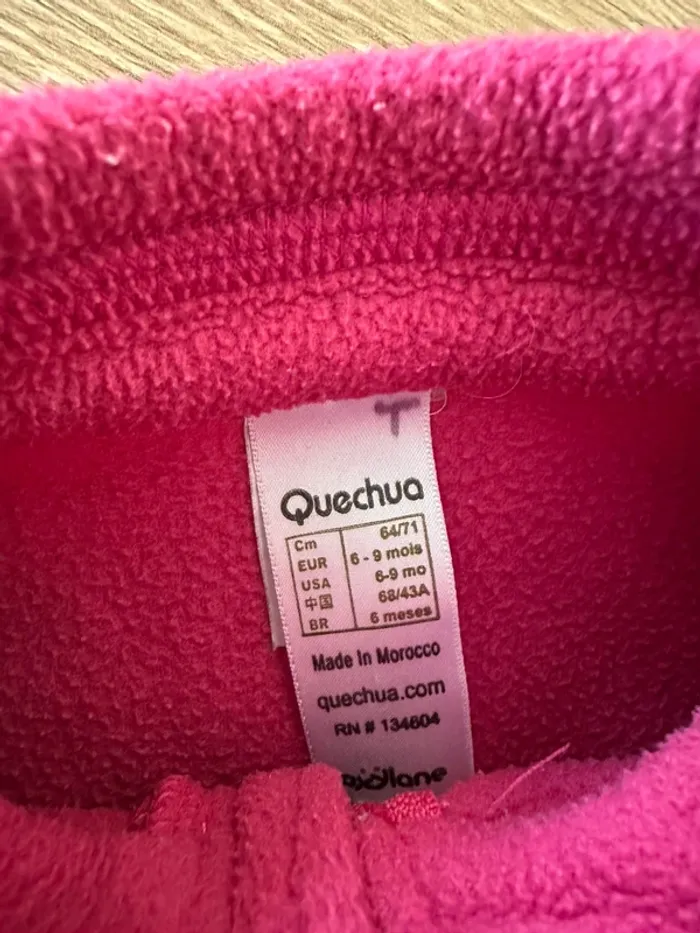 T
Quechua
Cm 64/71
EUR 6 - 9 mois
USA 6-9 mo
中国 68/43A
BR 6 meses
Made in Morocco
quechua.com
RN # 134604